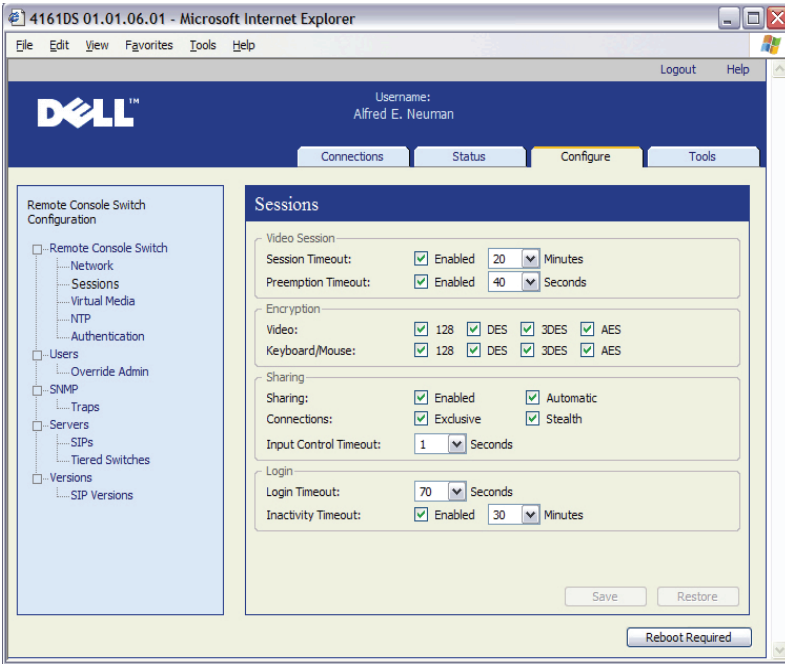 4161DS 01.01.06.01 - Microsoft Internet Explorer
File Edit View Favorites Tools Help
Logout Help
DELL™
Username:
Alfred E. Neuman
Connections Status Configure Tools
Remote Console Switch
Configuration
Remote Console Switch
Network
Sessions
Virtual Media
NTP
Authentication
Users
Override Admin
SNMP
Traps
Servers
SIPs
Tiered Switches
Versions
SIP Versions
Sessions
Video Session
Session Timeout: Enabled 20 Minutes
Preemption Timeout: Enabled 40 Seconds
Encryption
Video: 128 DES 3DES AES
Keyboard/Mouse: 128 DES 3DES AES
Sharing
Sharing: Enabled Automatic
Connections: Exclusive Stealth
Input Control Timeout: 1 Seconds
Login
Login Timeout: 70 Seconds
Inactivity Timeout: Enabled 30 Minutes
Save Restore
Reboot Required